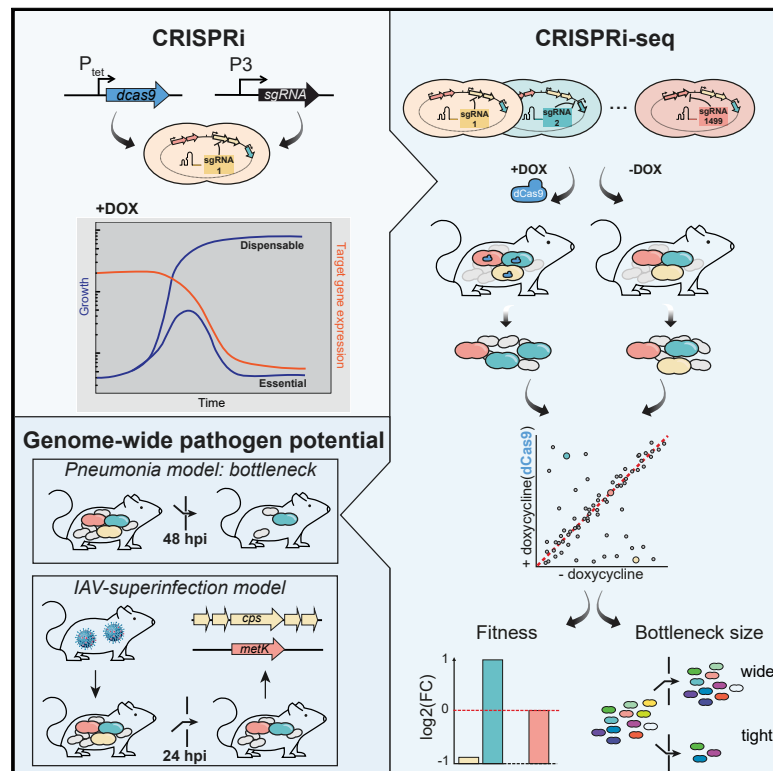 CRISPRi
Ptet
dcas9
P3
sgRNA
sgRNA
1
+DOX
Growth
Target gene expression
Dispensable
Essential
Time
Genome-wide pathogen potential
Pneumonia model: bottleneck
48 hpi
IAV-superinfection model
cps
metK
24 hpi
CRISPRi-seq
sgRNA
1
sgRNA
2
...
sgRNA
1499
+DOX
-DOX
dCas9
+ doxycycline(dCas9)
- doxycycline
Fitness
log2(FC)
1
0
-1
Bottleneck size
wide
tight